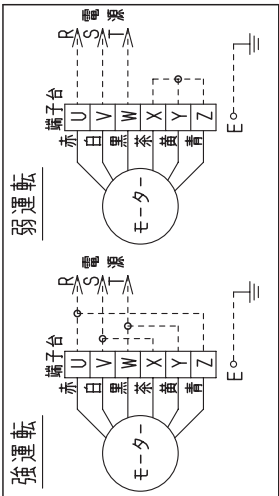 強運転
端子台
赤 白 黒 茶 黄 青
U V W X Y Z
R S T
電源
モーター
E
弱運転
端子台
赤 白 黒 茶 黄 青
U V W X Y Z
R S T
電源
モーター
E